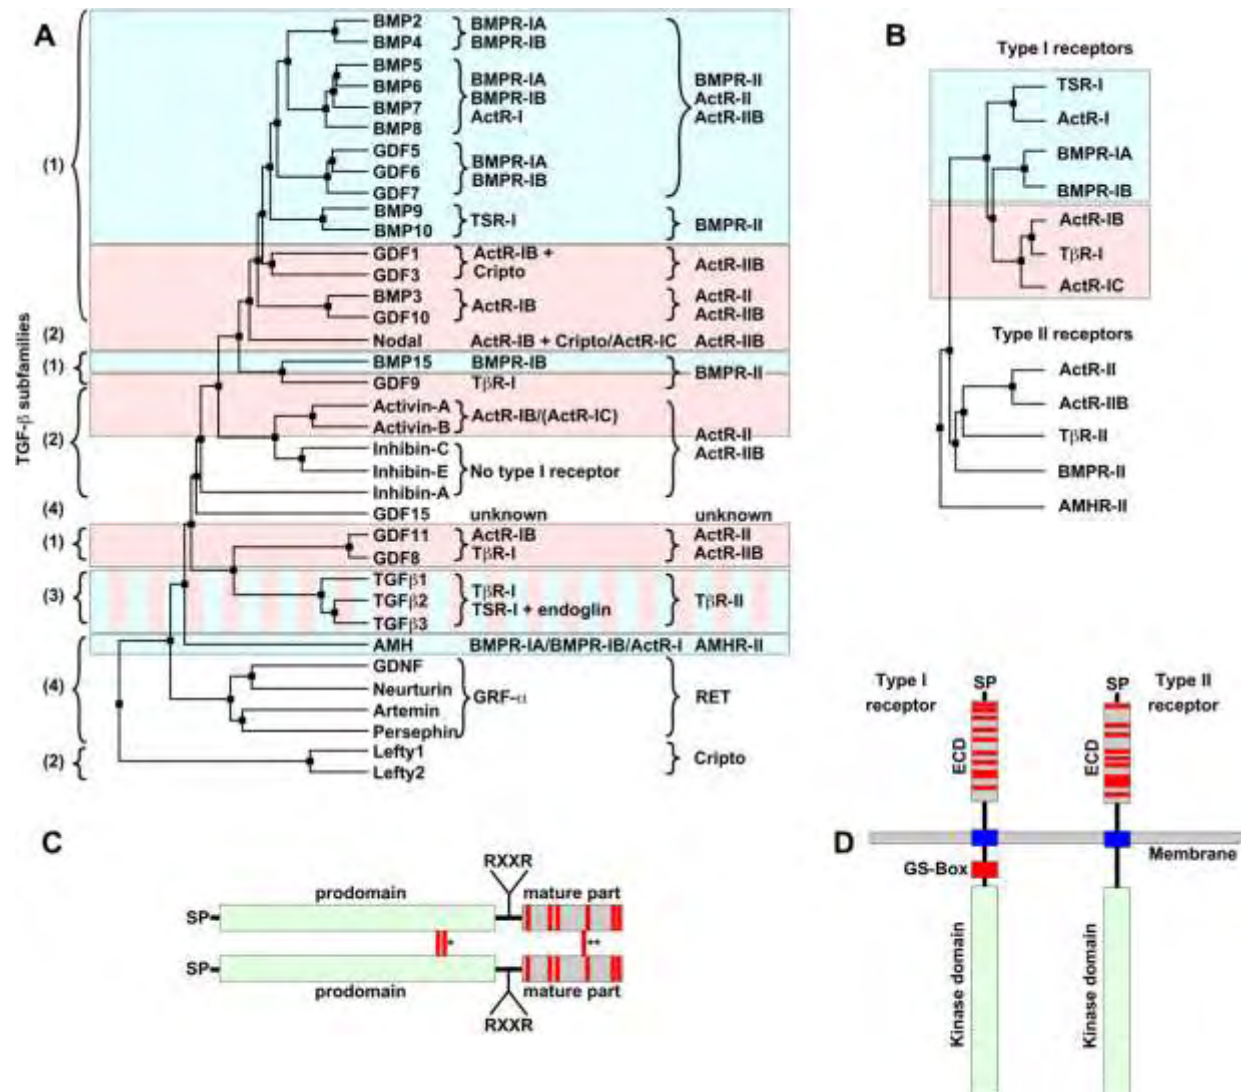 A
TGF-β subfamilies
(1)
(2)
(1)
(2)
(4)
(1)
(3)
(4)
(2)
BMP2
BMP4
BMPR-IA
BMPR-IB
BMP5
BMP6
BMP7
BMP8
BMPR-IA
BMPR-IB
ActR-I
GDF5
GDF6
GDF7
BMPR-IA
BMPR-IB
BMPR-II
ActR-II
ActR-IIB
BMP9
BMP10
TSR-I
BMPR-II
GDF1
GDF3
ActR-IB +
Cripto
ActR-IIB
BMP3
GDF10
ActR-IB
ActR-II
ActR-IIB
Nodal ActR-IB + Cripto/ActR-IC ActR-IIB
BMP15 BMPR-IB
GDF9 TβR-I
BMPR-II
Activin-A
Activin-B
ActR-IB/(ActR-IC)
Inhibin-C
Inhibin-E
Inhibin-A
No type I receptor
ActR-II
ActR-IIB
GDF15 unknown unknown
GDF11
GDF8
ActR-IB
TβR-I
ActR-II
ActR-IIB
TGFβ1
TGFβ2
TGFβ3
TβR-I
TSR-I + endoglin
TβR-II
AMH BMPR-IA/BMPR-IB/ActR-I AMHR-II
GDNF
Neurturin
Artemin
Persephin
GRF-α
RET
Lefty1
Lefty2
Cripto
B
Type I receptors
TSR-I
ActR-I
BMPR-IA
BMPR-IB
ActR-IB
TβR-I
ActR-IC
Type II receptors
ActR-II
ActR-IIB
TβR-II
BMPR-II
AMHR-II
C
RXXR
prodomain mature part
SP
*
**
SP
prodomain mature part
RXXR
D
Type I
receptor
SP
SP
Type II
receptor
ECD
ECD
Membrane
GS-Box
Kinase domain
Kinase domain